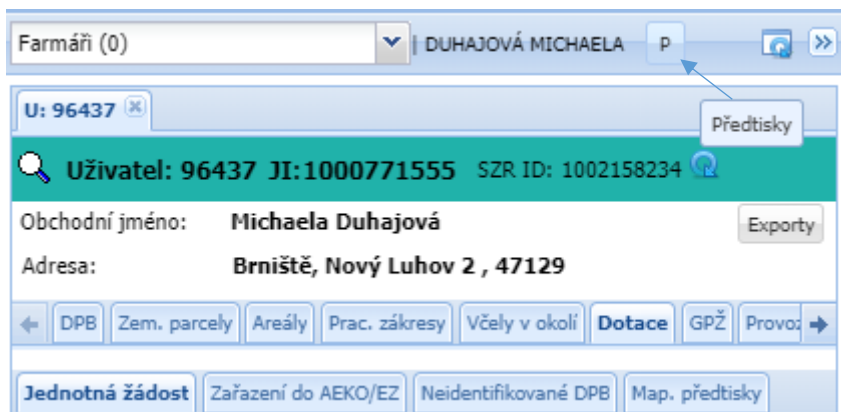 Farmáři (0) | DUHAJOVÁ MICHAELA P
U: 96437
Předtisky
Uživatel: 96437 JI:1000771555 SZR ID: 1002158234
Obchodní jméno: Michaela Duhajová Exporty
Adresa: Brniště, Nový Luhov 2 , 47129
DPB Zem. parcely Areály Prac. zákresy Včely v okolí Dotace GPŽ Provoz
Jednotná žádost Zařazení do AEKO/EZ Neidentifikované DPB Map. předtisky